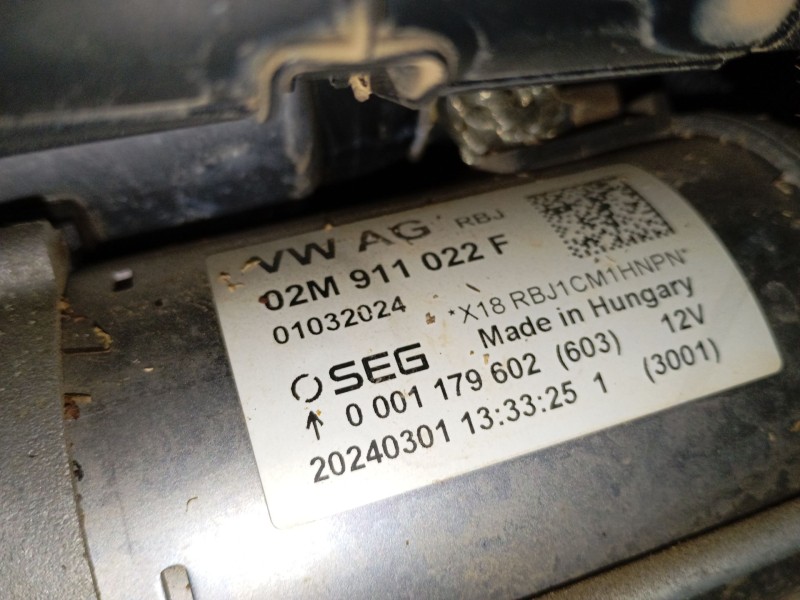 VW AG RBJ
02M 911 022 F
01032024 *X18 RBJ1CM1HNPN*
SEG Made in Hungary
↑ 0 001 179 602 (603) 12V
20240301 13:33:25 1 (3001)